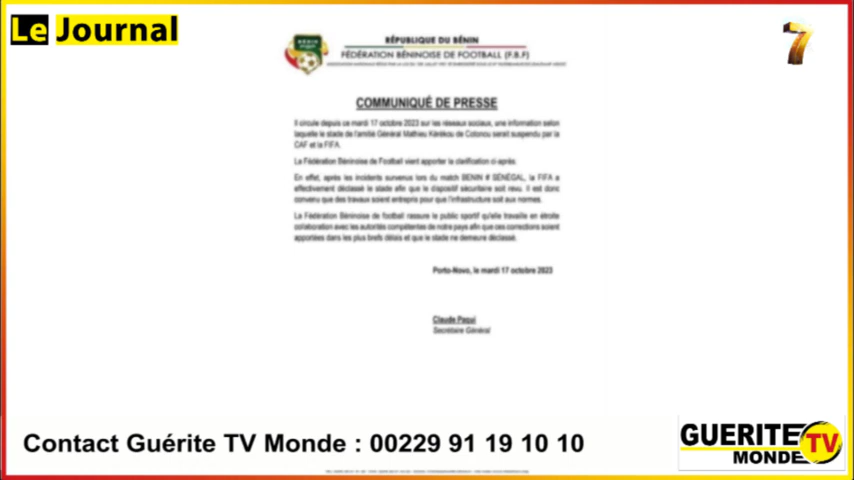 Le Journal
7
RÉPUBLIQUE DU BÉNIN
FÉDÉRATION BÉNINOISE DE FOOTBALL (F.B.F)
COMMUNIQUÉ DE PRESSE
Il circule depuis ce mardi 17 octobre 2023 sur les réseaux sociaux, une information selon
laquelle le stade de l'amitié Général Mathieu Kérékou de Cotonou serait suspendu par la
CAF et la FIFA.
La Fédération Béninoise de Football vient apporter la clarification ci-après.
En effet, après les incidents survenus lors du match BENIN # SÉNÉGAL, la FIFA a
effectivement déclassé le stade afin que le dispositif sécuritaire soit revu. Il est donc
convenu que des travaux soient entrepris pour que l'infrastructure soit aux normes.
La Fédération Béninoise de football rassure le public sportif qu'elle travaille en étroite
collaboration avec les autorités compétentes de notre pays afin que ces corrections soient
apportées dans les plus brefs délais et que le stade ne demeure déclassé.
Porto-Novo, le mardi 17 octobre 2023
Claude Paqui
Secrétaire Général
Contact Guérite TV Monde : 00229 91 19 10 10
GUERITE TV
MONDE